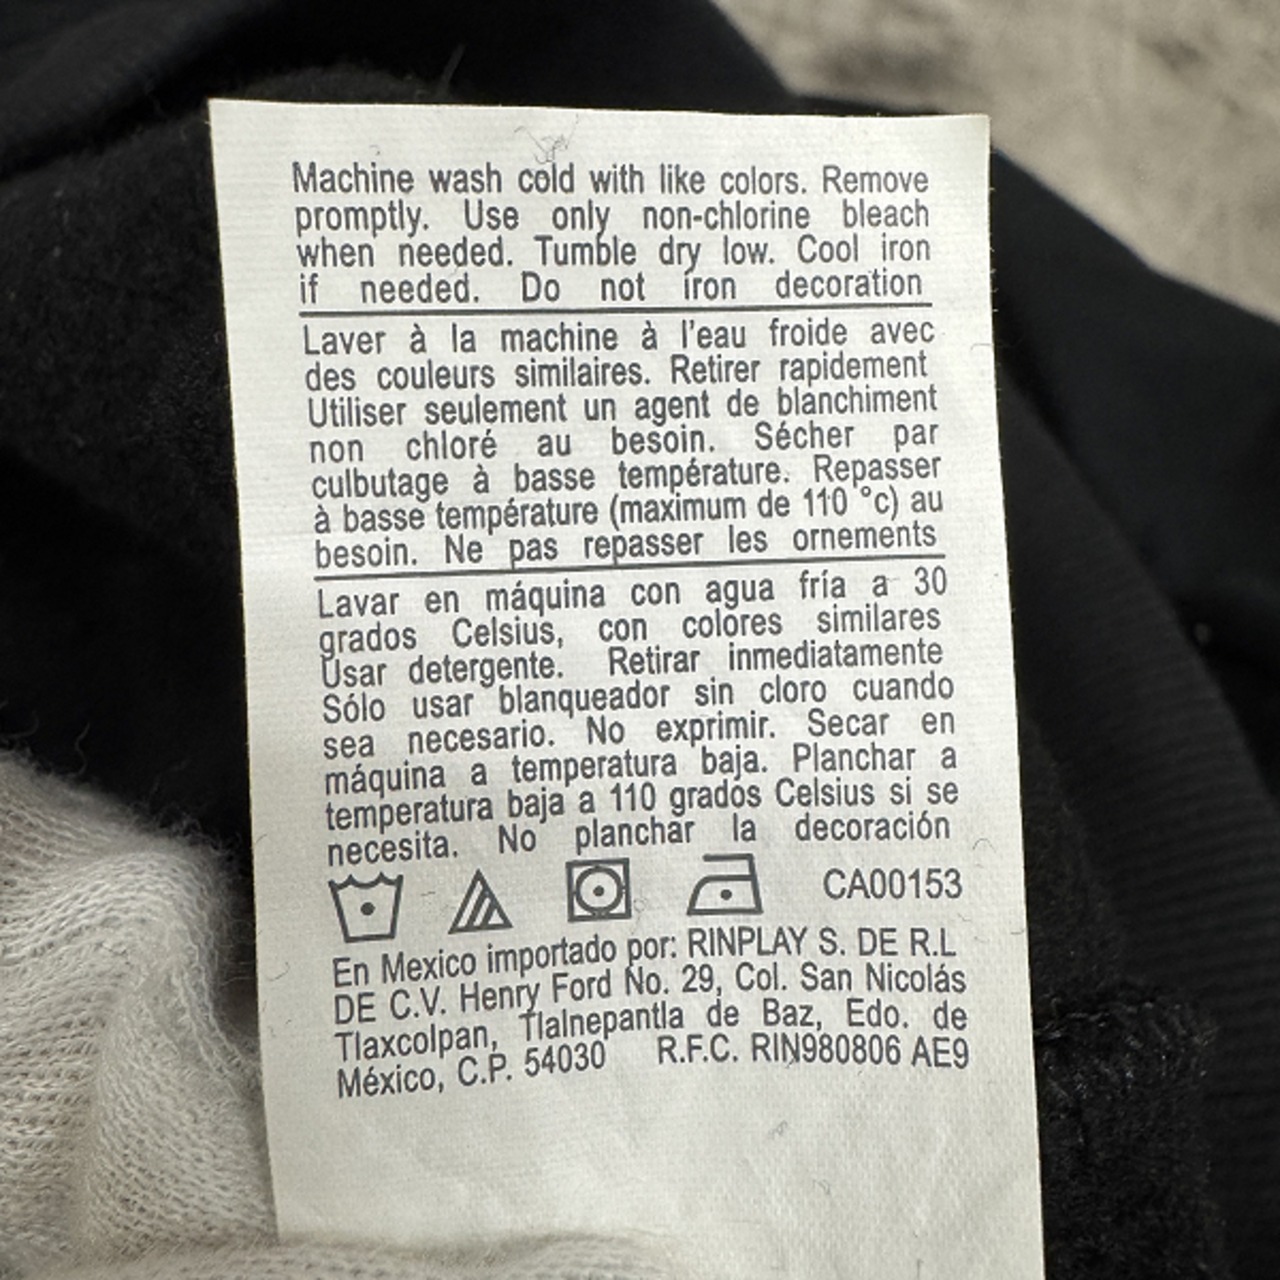 Machine wash cold with like colors. Remove
promptly. Use only non-chlorine bleach
when needed. Tumble dry low. Cool iron
if needed. Do not iron decoration
Laver à la machine à l'eau froide avec
des couleurs similaires. Retirer rapidement
Utiliser seulement un agent de blanchiment
non chloré au besoin. Sécher par
culbutage à basse température. Repasser
à basse température (maximum de 110 °c) au
besoin. Ne pas repasser les ornements
Lavar en máquina con agua fría a 30
grados Celsius, con colores similares
Usar detergente. Retirar inmediatamente
Sólo usar blanqueador sin cloro cuando
sea necesario. No exprimir. Secar en
máquina a temperatura baja. Planchar a
temperatura baja a 110 grados Celsius si se
necesita. No planchar la decoración
CA00153
En Mexico importado por: RINPLAY S. DE R.L
DE C.V. Henry Ford No. 29, Col. San Nicolás
Tlaxcolpan, Tlalnepantla de Baz, Edo. de
México, C.P. 54030 R.F.C. RIN980806 AE9